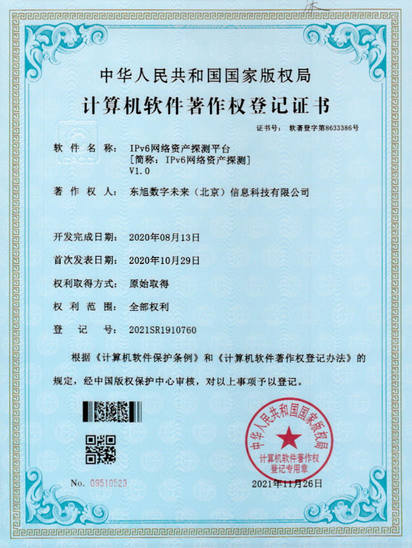 中华人民共和国国家版权局
计算机软件著作权登记证书
证书号： 软著登字第8633386号
软件名称： IPv6网络资产探测平台
[简称：IPv6网络资产探测]
V1.0
著作权人： 东旭数字未来（北京）信息科技有限公司
开发完成日期： 2020年08月13日
首次发表日期： 2020年10月29日
权利取得方式： 原始取得
权利范围： 全部权利
登记号： 2021SR1910760
根据《计算机软件保护条例》和《计算机软件著作权登记办法》的
规定，经中国版权保护中心审核，对以上事项予以登记。
中华人民共和国国家版权局
计算机软件著作权
登记专用章
No. 09510523
2021年11月26日